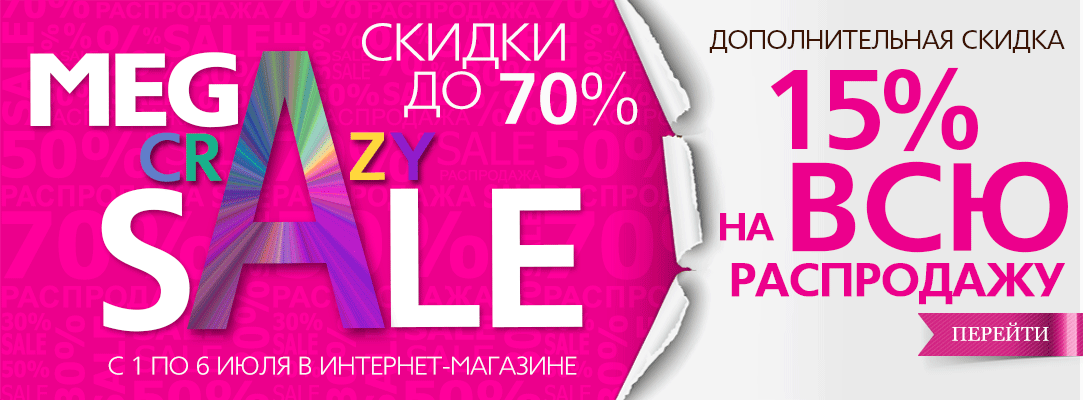 MEGA
CRAZY
SALE
СКИДКИ
ДО 70%
С 1 ПО 6 ИЮЛЯ В ИНТЕРНЕТ-МАГАЗИНЕ
ДОПОЛНИТЕЛЬНАЯ СКИДКА
15%
НА ВСЮ
РАСПРОДАЖУ
ПЕРЕЙТИ